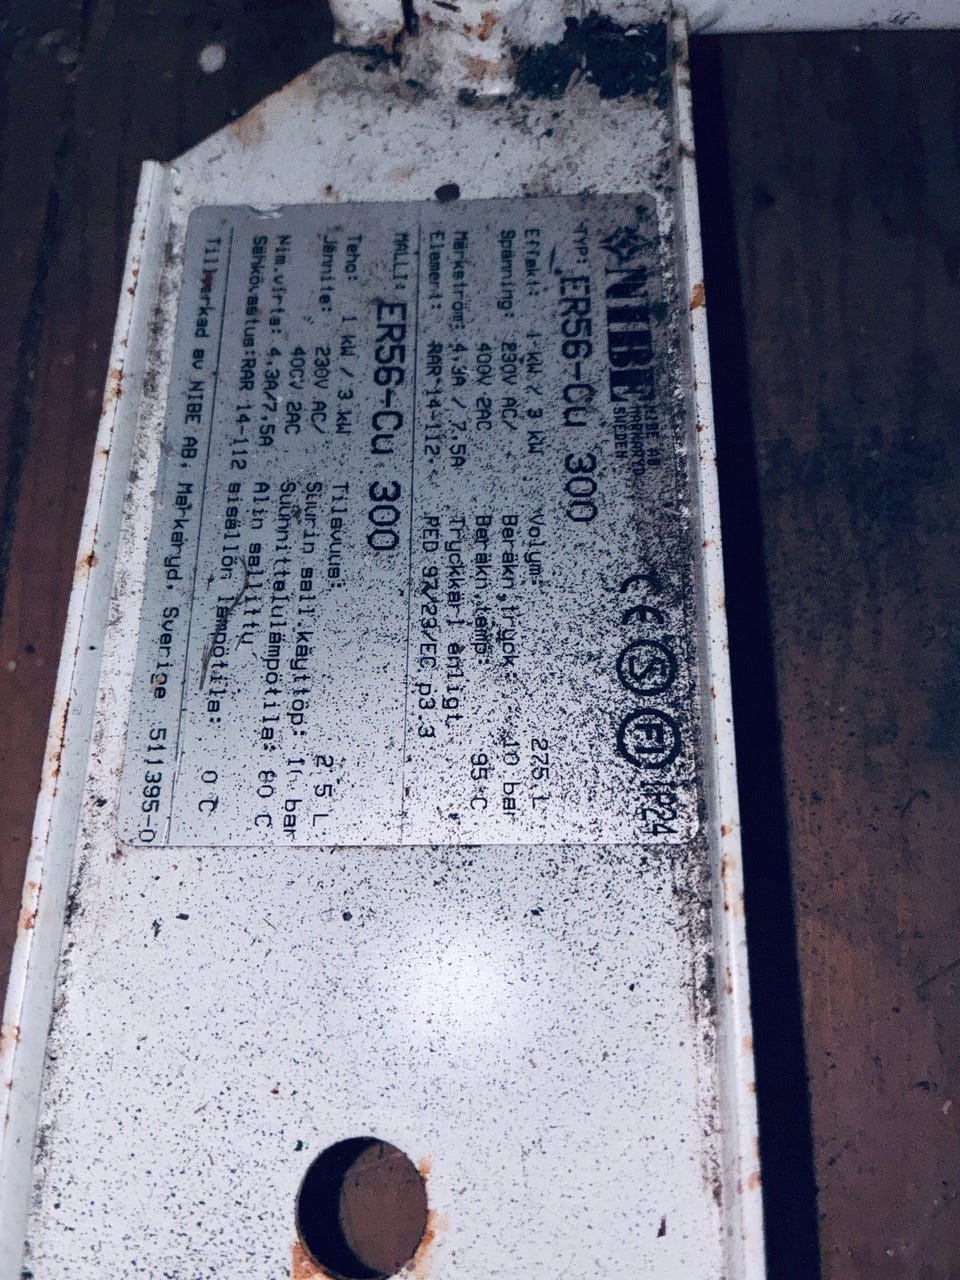 NIBE
NIBE AB
MARKARYD
SWEDEN
CE S FI IP24
TYP: ER56-Cu 300
Effekt: 1 kW / 3 kW Volym: 275 L
Spänning: 230V AC/ Beräkn.tryck: 10 bar
400V 2AC Beräkn.temp: 95 C
Märkström: 4,3A / 7,5A Tryckkärl enligt
Element: RAR 14-112 PED 97/23/EC p3.3
MALLI: ER56-Cu 300
Teho: 1 kW / 3 kW Tilavuus: 275 L
Jännite: 230V AC/ Suurin sall.käyttöp: 10 bar
400V 2AC Suunnittelulämpötila: 80 C
Nim.virta: 4,3A/7,5A Alin sallittu
Sähkövastus:RAR 14-112 sisällön lämpötila: 0 C
Tillverkad av NIBE AB, Markaryd, Sverige 511395-0